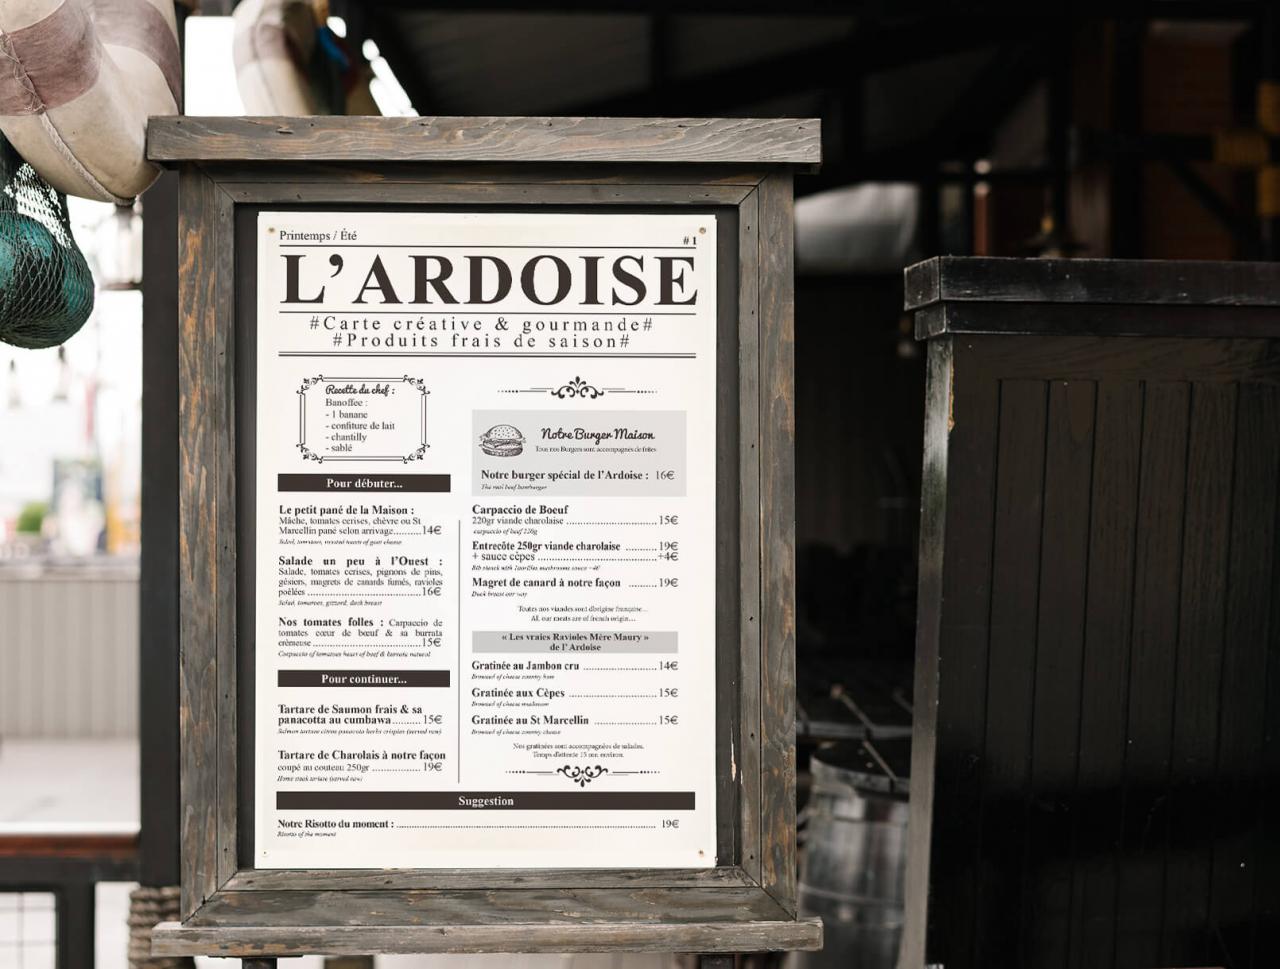 Printemps / Été
#1
L'ARDOISE
#Carte créative & gourmande#
#Produits frais de saison#
Recette du chef :
Banoffee :
- 1 banane
- confiture de lait
- chantilly
- sablé
Pour débuter...
Le petit pané de la Maison :
Mâche, tomates cerises, chèvre ou St
Marcellin pané selon arrivage..........14€
Salad, tomatoes, roasted toasts of goat cheese
Salade un peu à l'Ouest :
Salade, tomates cerises, pignons de pins,
gésiers, magrets de canards fumés, ravioles
poêlées ..........16€
Salad, tomatoes, gizzard, duck breast
Nos tomates folles : Carpaccio de
tomates cœur de bœuf & sa burrata
crémeuse ..........15€
Carpaccio of tomatoes heart of beef & burrata natural
Pour continuer...
Tartare de Saumon frais & sa
panacotta au cumbawa.........15€
Salmon tartare citrus panacota herbs crispies (served raw)
Tartare de Charolais à notre façon
coupé au couteau 250gr ..........19€
Home steak tartare (served raw)
Notre Burger Maison
Tous nos Burgers sont accompagnés de frites
Notre burger spécial de l'Ardoise : 16€
The real beef hamburger
Carpaccio de Boeuf
220gr viande charolaise ..........15€
carpaccio of beef 220g
Entrecôte 250gr viande charolaise ..........19€
+ sauce cèpes ..........+4€
Rib steack with mushrooms sauce +4€
Magret de canard à notre façon .........19€
Duck breast our way
Toutes nos viandes sont d'origine française...
All our meats are of french origin...
« Les vraies Ravioles Mère Maury »
de l'Ardoise
Gratinée au Jambon cru ..........14€
Browned of cheese country ham
Gratinée aux Cèpes ..........15€
Browned of cheese mushroom
Gratinée au St Marcellin ..........15€
Browned of cheese country cheese
Nos gratinées sont accompagnées de salades.
Temps d'attente 15 mn environ.
Suggestion
Notre Risotto du moment : .......... 19€
Risotto of the moment